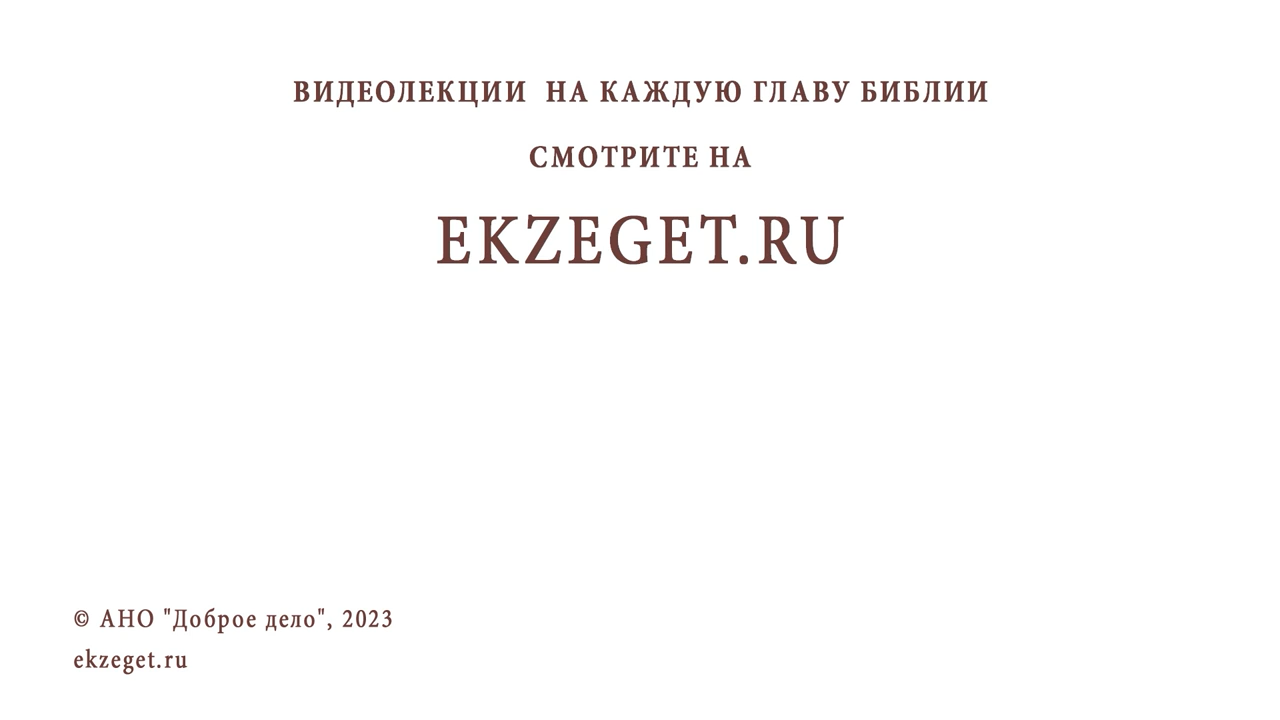 ВИДЕОЛЕКЦИИ НА КАЖДУЮ ГЛАВУ БИБЛИИ
СМОТРИТЕ НА
EKZEGET.RU
© АНО "Доброе дело", 2023
ekzeget.ru